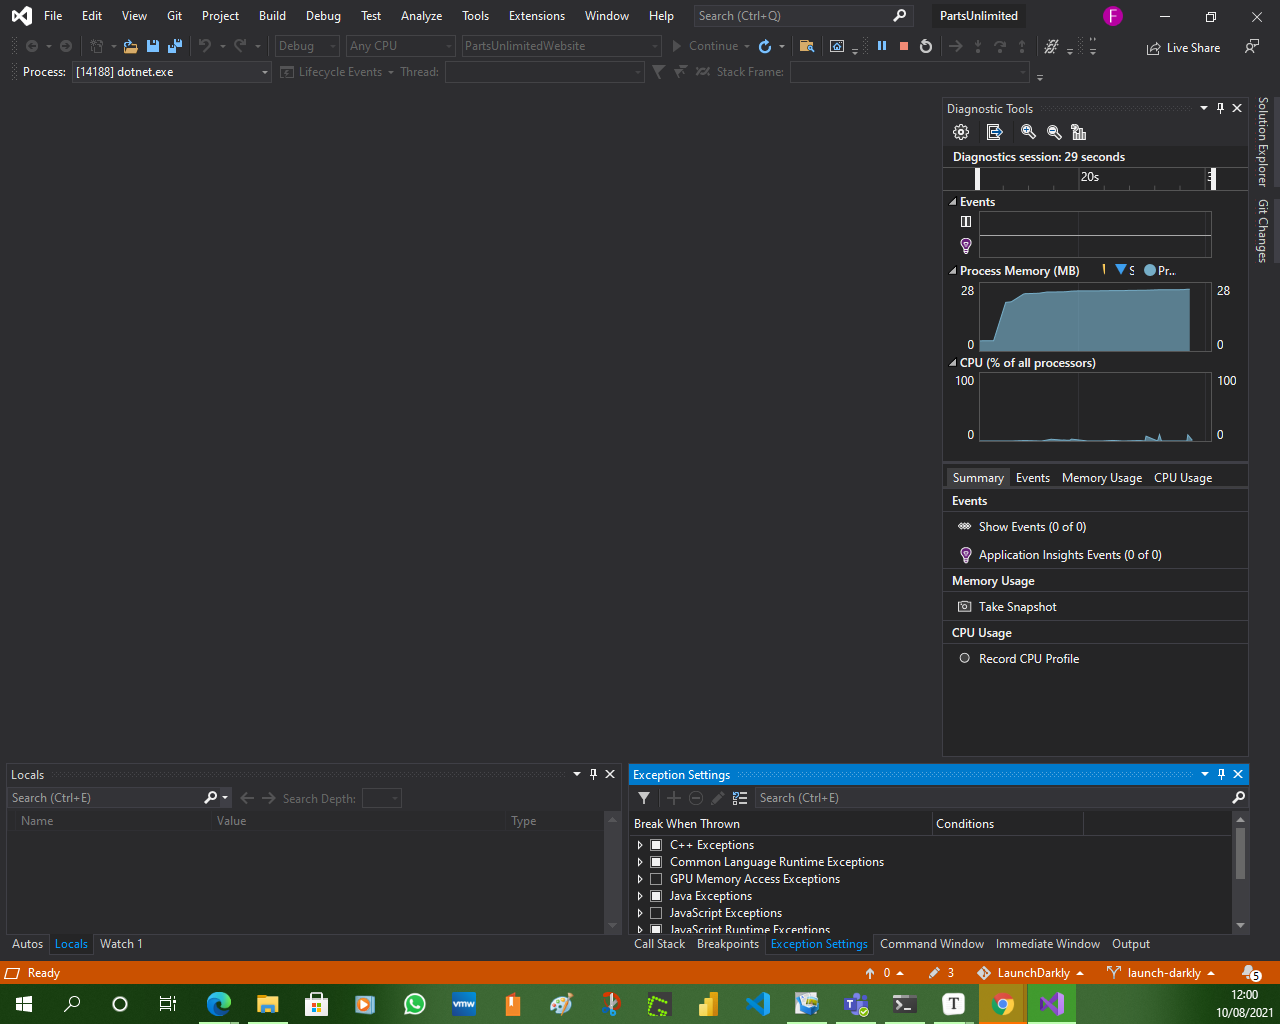 File Edit View Git Project Build Debug Test Analyze Tools Extensions Window Help Search (Ctrl+Q) PartsUnlimited F
Debug Any CPU PartsUnlimitedWebsite Continue Live Share
Process: [14188] dotnet.exe Lifecycle Events Thread: Stack Frame:
Diagnostic Tools
Diagnostics session: 29 seconds
20s
Events
Process Memory (MB) S Pr...
28 28
0 0
CPU (% of all processors)
100 100
0 0
Summary Events Memory Usage CPU Usage
Events
Show Events (0 of 0)
Application Insights Events (0 of 0)
Memory Usage
Take Snapshot
CPU Usage
Record CPU Profile
Solution Explorer
Git Changes
Locals
Search (Ctrl+E) Search Depth:
Name Value Type
Autos Locals Watch 1
Exception Settings
Search (Ctrl+E)
Break When Thrown Conditions
C++ Exceptions
Common Language Runtime Exceptions
GPU Memory Access Exceptions
Java Exceptions
JavaScript Exceptions
JavaScript Runtime Exceptions
Call Stack Breakpoints Exception Settings Command Window Immediate Window Output
Ready 0 3 LaunchDarkly launch-darkly 5
vmw T 12:00
10/08/2021